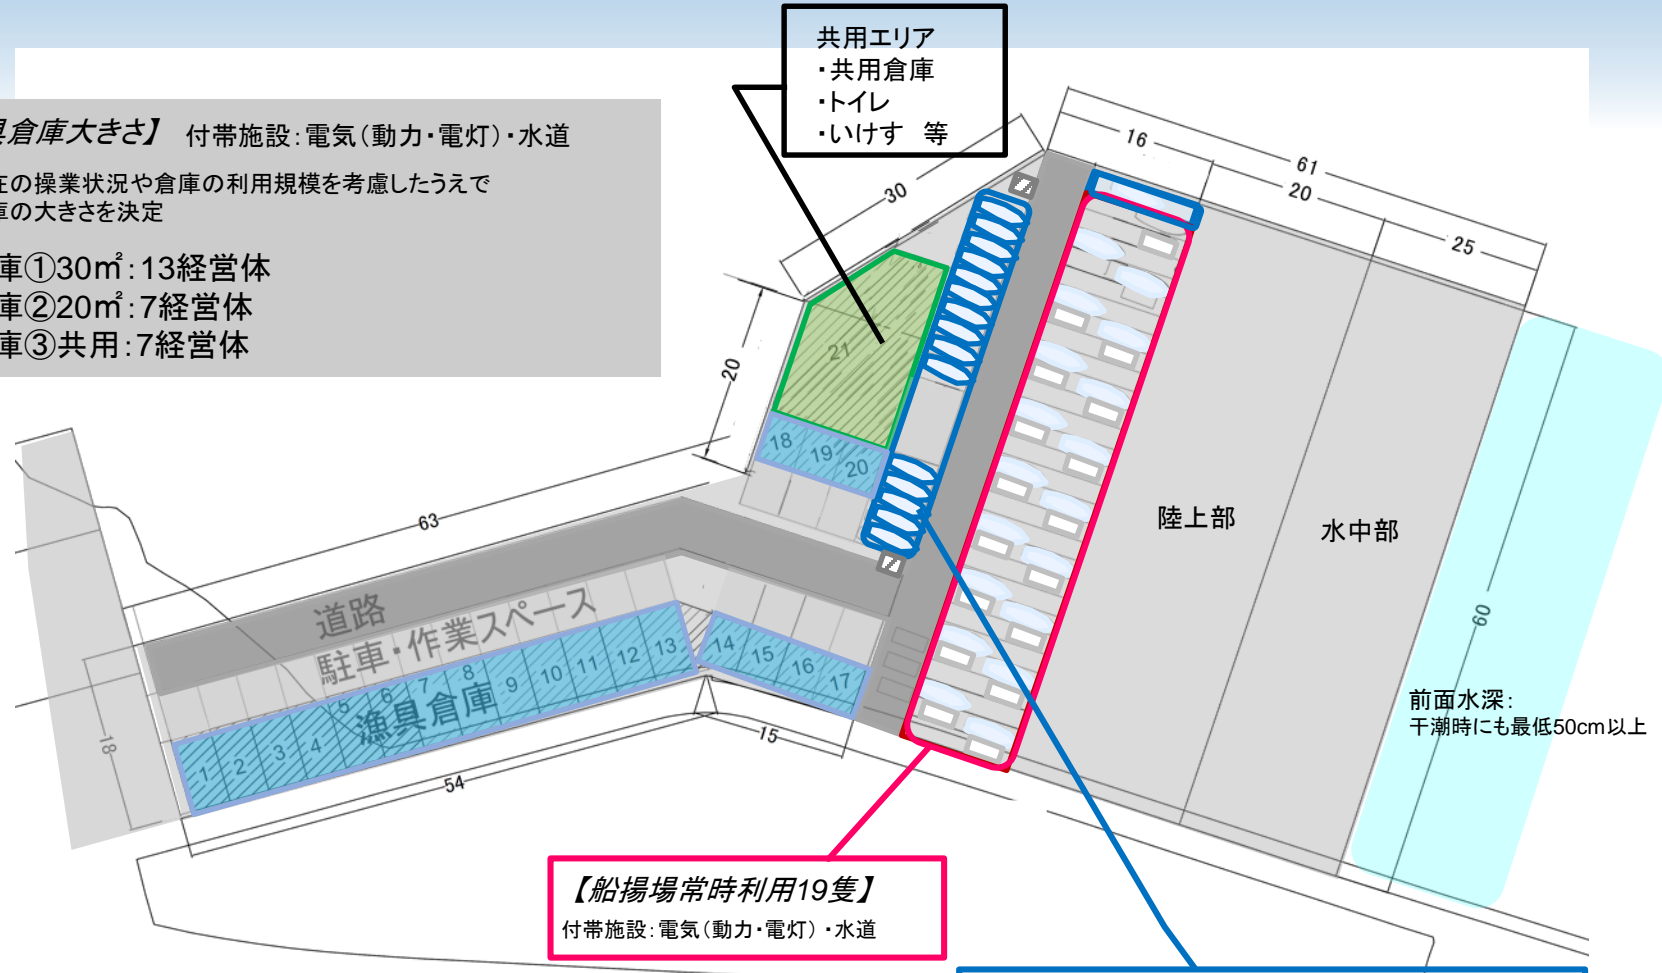 共用エリア
・共用倉庫
・トイレ
・いけす 等
具倉庫大きさ】 付帯施設：電気（動力・電灯）・水道
在の操業状況や倉庫の利用規模を考慮したうえで
庫の大きさを決定
庫①30㎡：13経営体
庫②20㎡：7経営体
庫③共用：7経営体
16
61
20
25
30
20
21
18
19
20
63
陸上部
水中部
60
道路
駐車・作業スペース
漁具倉庫
1
2
3
4
5
6
7
8
9
10
11
12
13
14
15
16
17
18
54
15
前面水深：
干潮時にも最低50cm以上
【船揚場常時利用19隻】
付帯施設：電気（動力・電灯）・水道